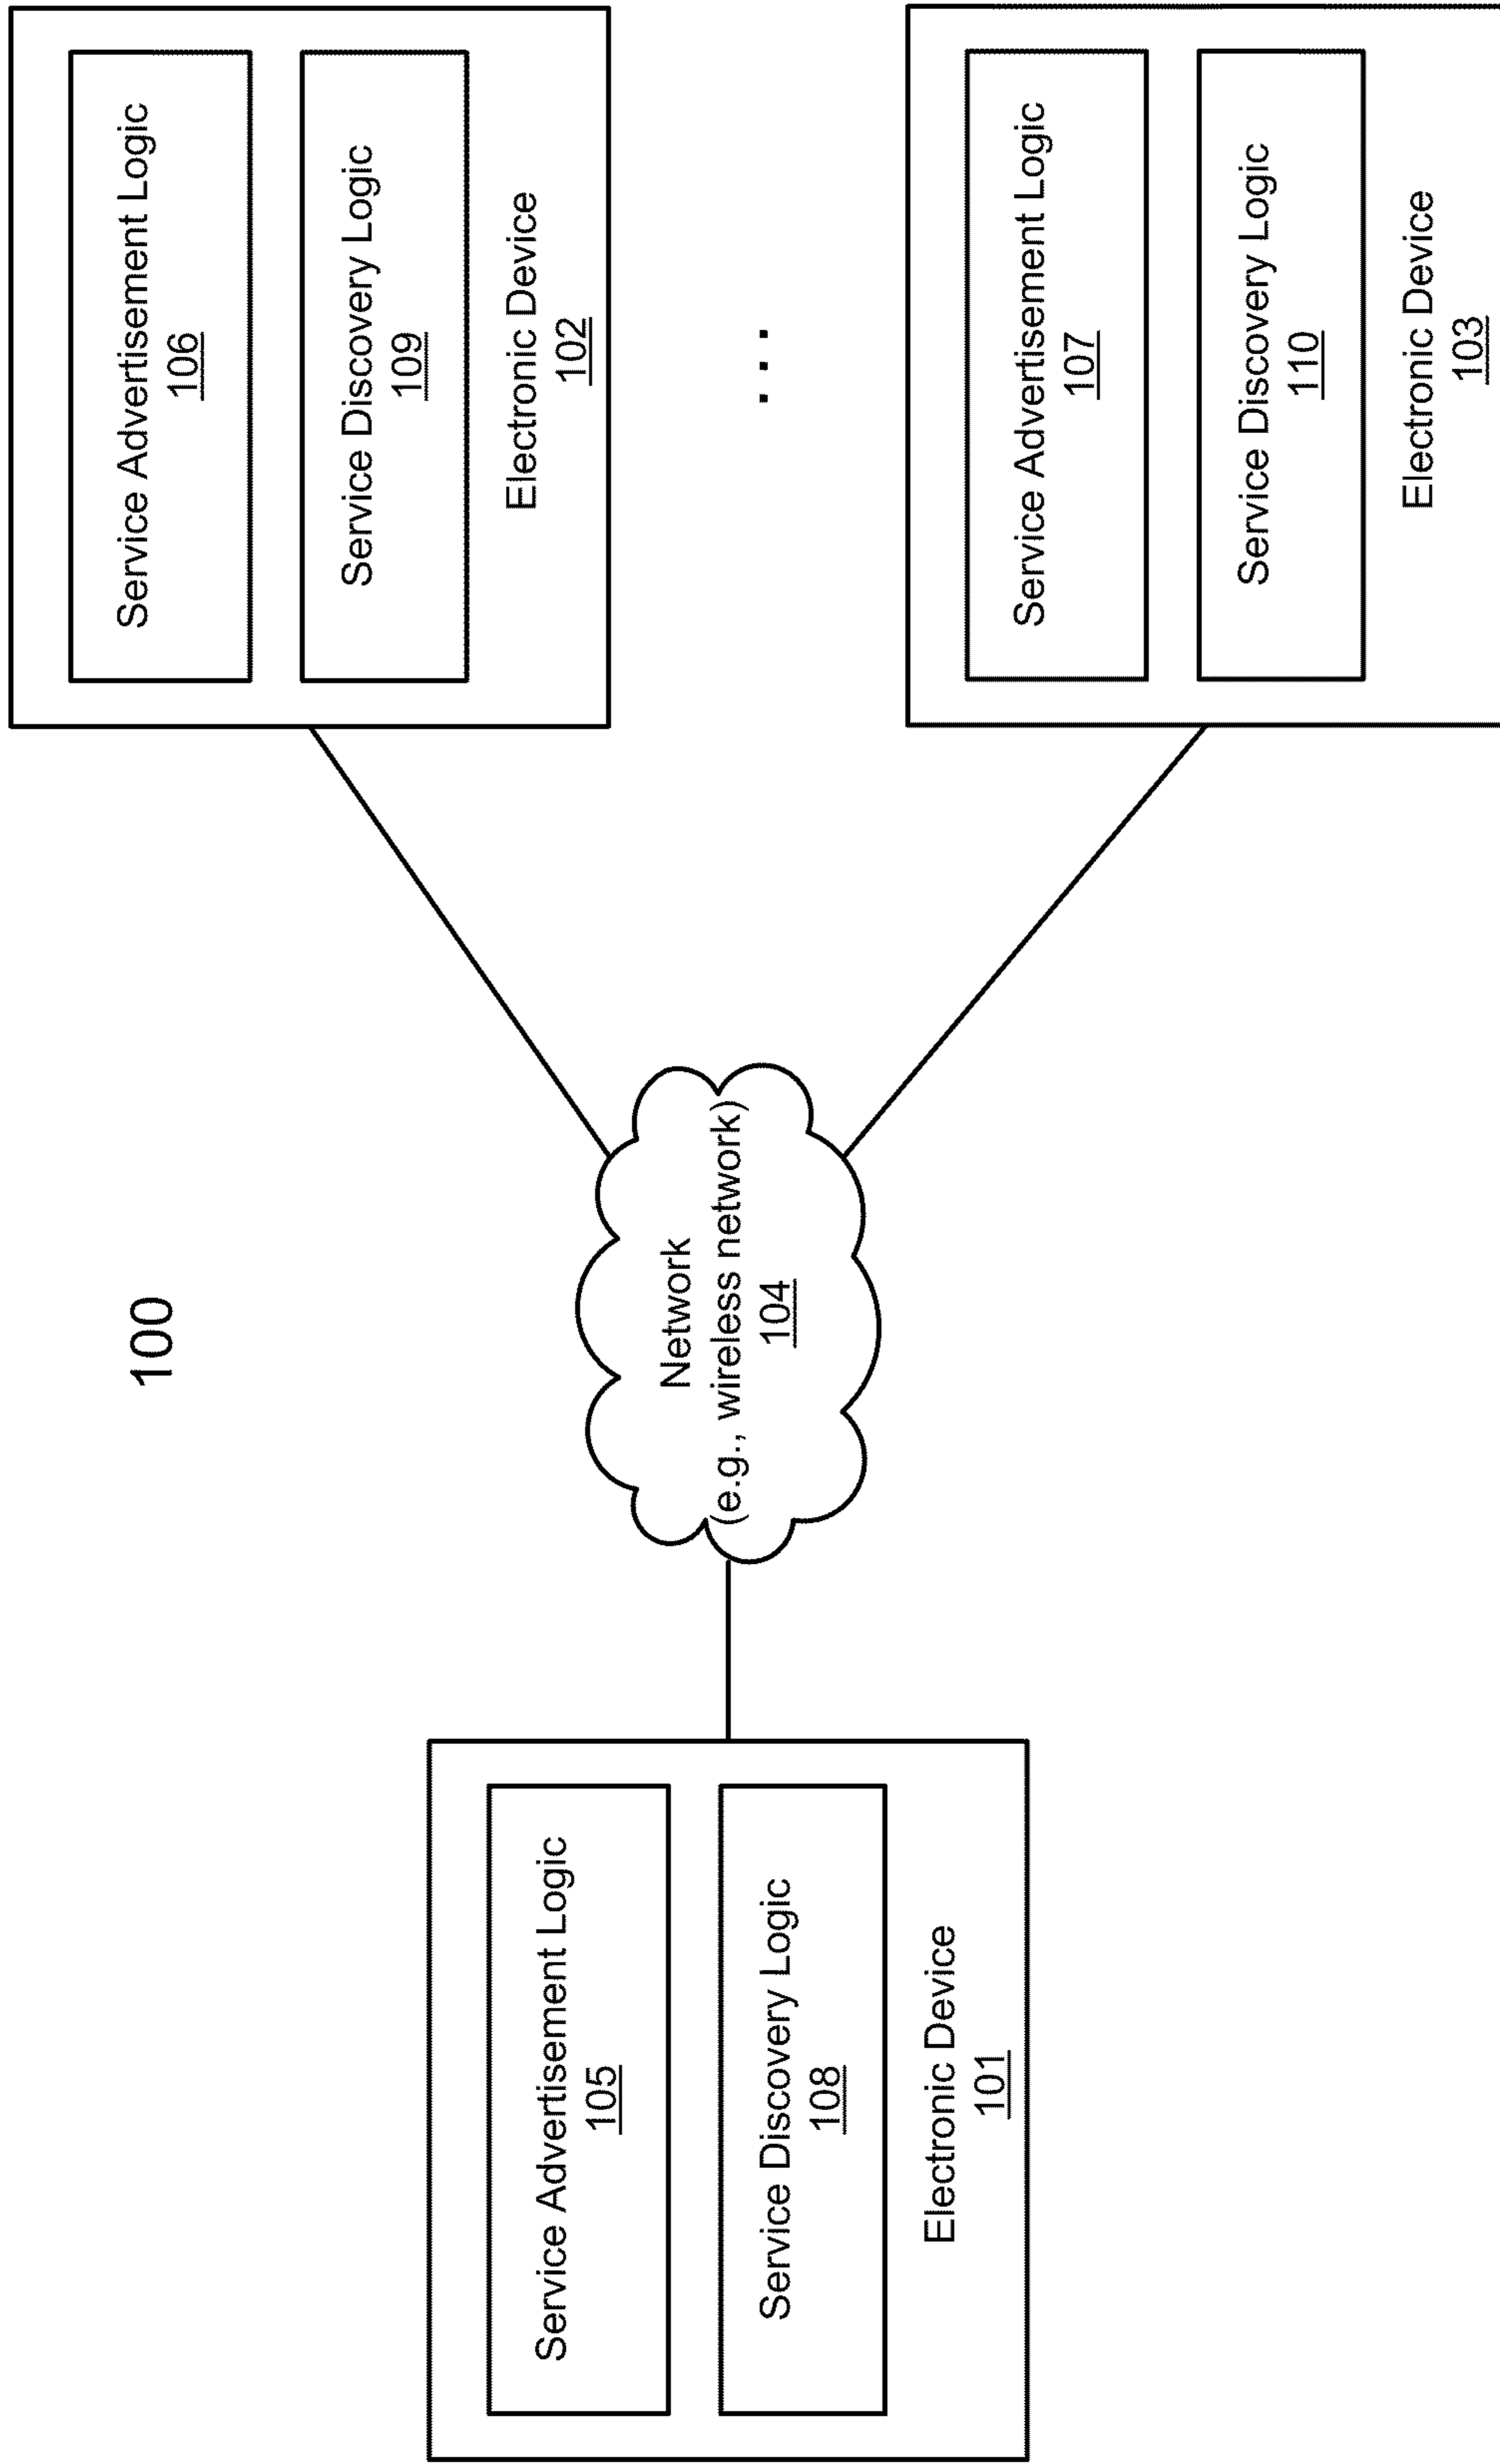 100
Service Advertisement Logic
105
Service Discovery Logic
108
Electronic Device
101
Network
(e.g., wireless network)
104
Service Advertisement Logic
106
Service Discovery Logic
109
Electronic Device
102
. . .
Service Advertisement Logic
107
Service Discovery Logic
110
Electronic Device
103